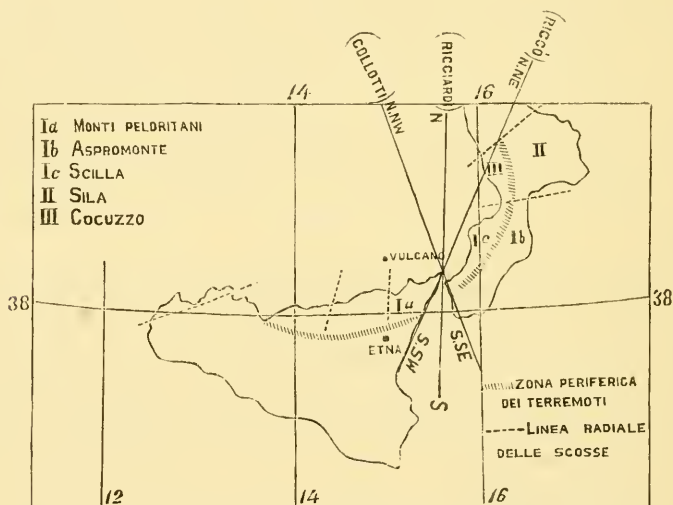 (COLLOTTI) N.NW
(RICCIARDI) N
(RICCÒ) N.NE
14
16
Ia MONTI PELORITANI
Ib ASPROMONTE
Ic SCILLA
II SILA
III COCUZZO
II
III
Ic
Ib
VULCANO
38
Ia
38
ETNA
S.SW
S.SE
S
ZONA PERIFERICA
DEI TERREMOTI
LINEA RADIALE
DELLE SCOSSE
12
14
16